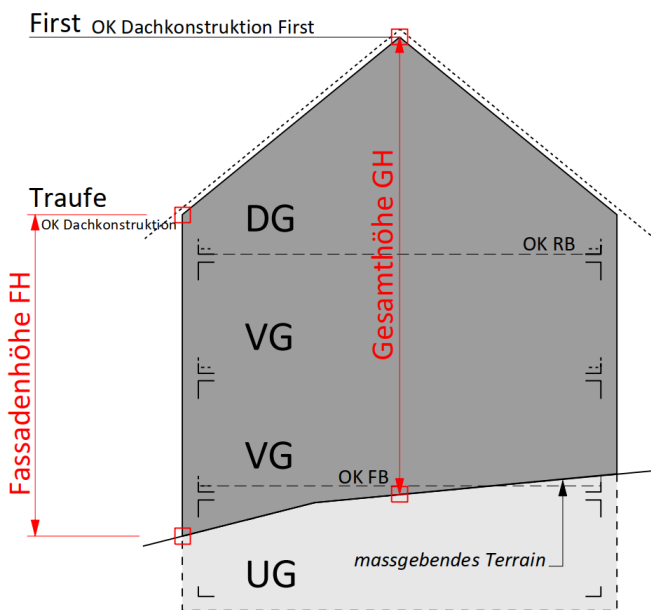 First OK Dachkonstruktion First
Traufe
OK Dachkonstruktion
DG
OK RB
Gesamthöhe GH
Fassadenhöhe FH
VG
VG
OK FB
massgebendes Terrain
UG